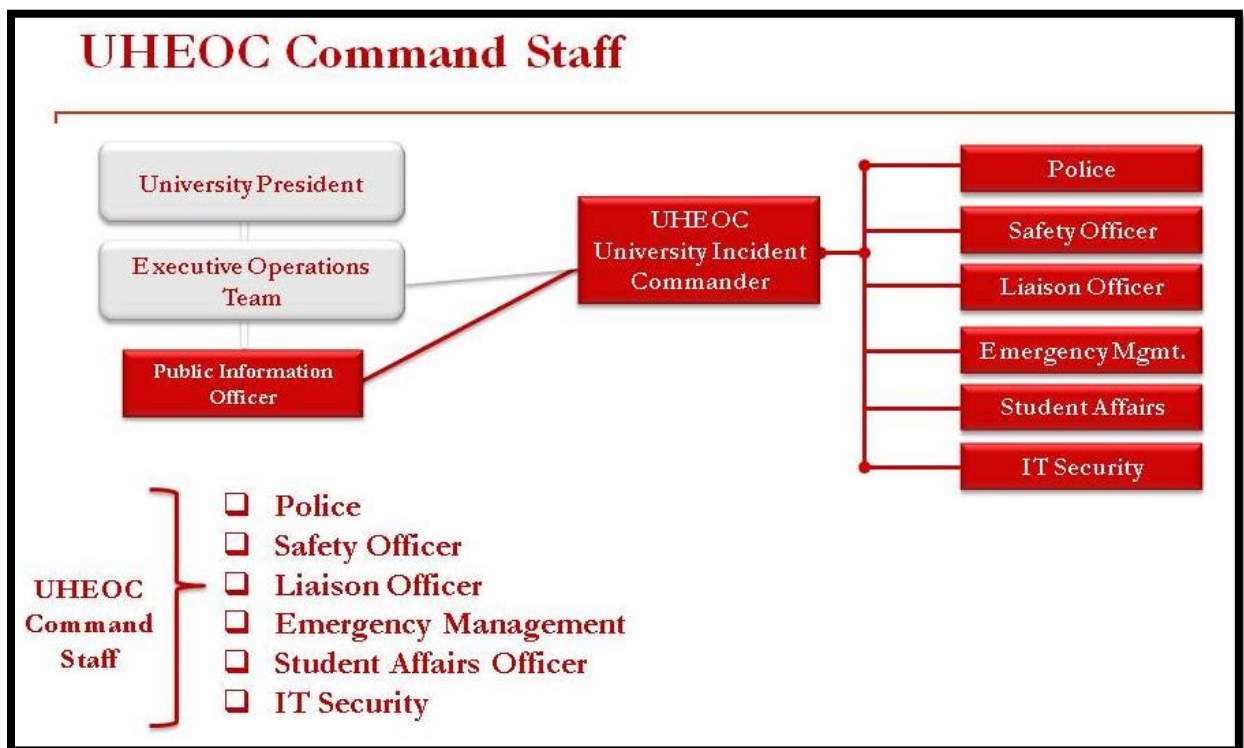 UHEOC Command Staff
University President
Executive Operations
Team
Public Information
Officer
UHEOC
University Incident
Commander
Police
Safety Officer
Liaison Officer
Emergency Mgmt.
Student Affairs
IT Security
UHEOC
Command
Staff
Police
Safety Officer
Liaison Officer
Emergency Management
Student Affairs Officer
IT Security